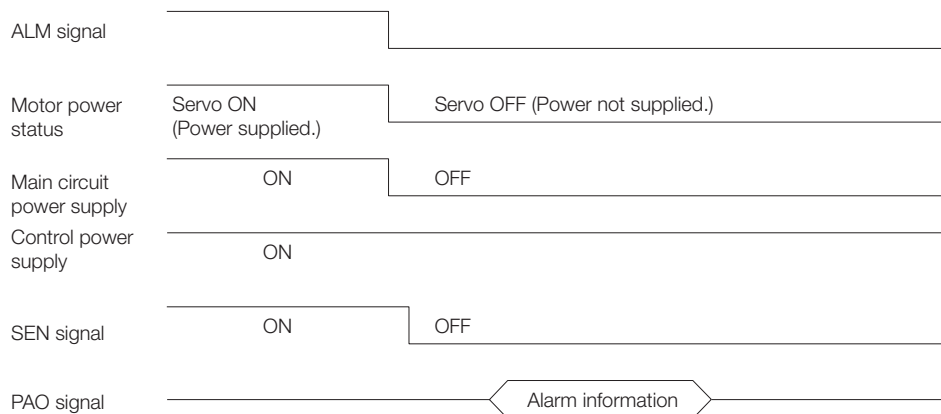 ALM signal
Motor power
status
Servo ON
(Power supplied.)
Servo OFF (Power not supplied.)
Main circuit
power supply
ON
OFF
Control power
supply
ON
SEN signal
ON
OFF
PAO signal
Alarm information